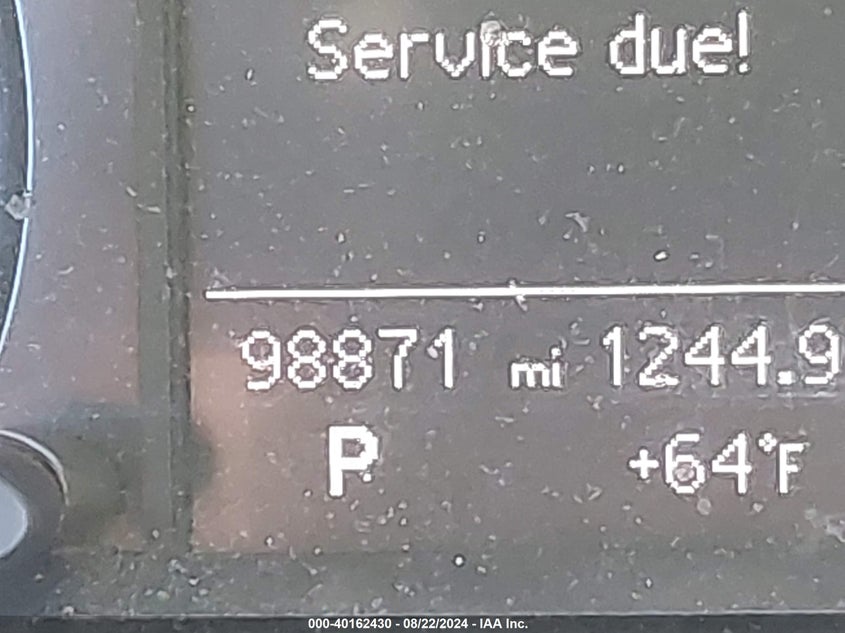 Service due!
98871 mi 1244.9
P +64°F
000-40162430 - 08/22/2024 - IAA Inc.